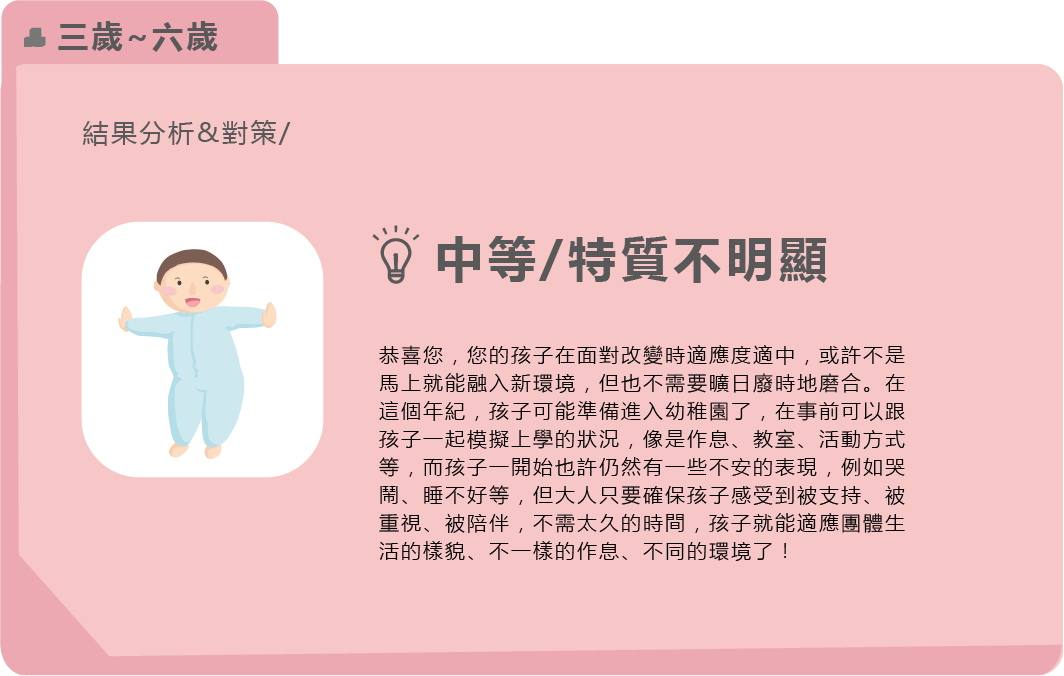 三歲~六歲
結果分析&對策/
中等/特質不明顯
恭喜您，您的孩子在面對改變時適應度適中，或許不是
馬上就能融入新環境，但也不需要曠日廢時地磨合。在
這個年紀，孩子可能準備進入幼稚園了，在事前可以跟
孩子一起模擬上學的狀況，像是作息、教室、活動方式
等，而孩子一開始也許仍然有一些不安的表現，例如哭
鬧、睡不好等，但大人只要確保孩子感受到被支持、被
重視、被陪伴，不需太久的時間，孩子就能適應團體生
活的樣貌、不一樣的作息、不同的環境了！